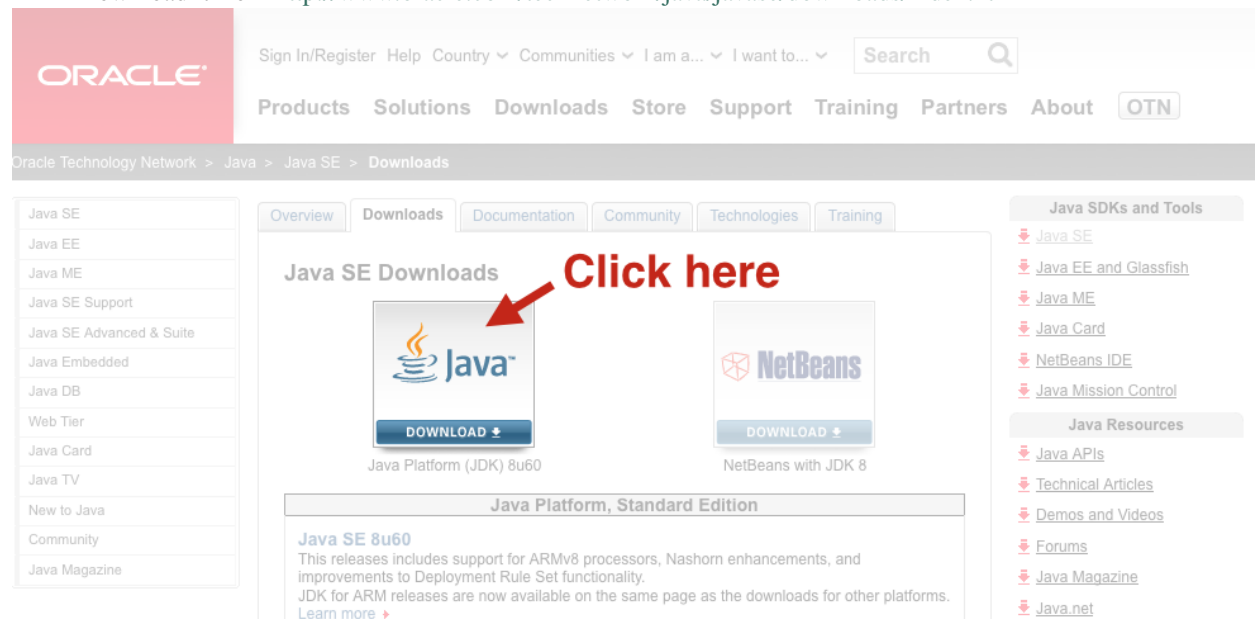 ORACLE
Sign In/Register Help Country Communities I am a... I want to... Search
Products Solutions Downloads Store Support Training Partners About OTN
Oracle Technology Network > Java > Java SE > Downloads
Java SE
Java EE
Java ME
Java SE Support
Java SE Advanced & Suite
Java Embedded
Java DB
Web Tier
Java Card
Java TV
New to Java
Community
Java Magazine
Overview Downloads Documentation Community Technologies Training
Java SE Downloads
Click here
Java™
DOWNLOAD
Java Platform (JDK) 8u60
NetBeans
DOWNLOAD
NetBeans with JDK 8
Java Platform, Standard Edition
Java SE 8u60
This releases includes support for ARMv8 processors, Nashorn enhancements, and
improvements to Deployment Rule Set functionality.
JDK for ARM releases are now available on the same page as the downloads for other platforms.
Learn more
Java SDKs and Tools
Java SE
Java EE and Glassfish
Java ME
Java Card
NetBeans IDE
Java Mission Control
Java Resources
Java APIs
Technical Articles
Demos and Videos
Forums
Java Magazine
Java.net